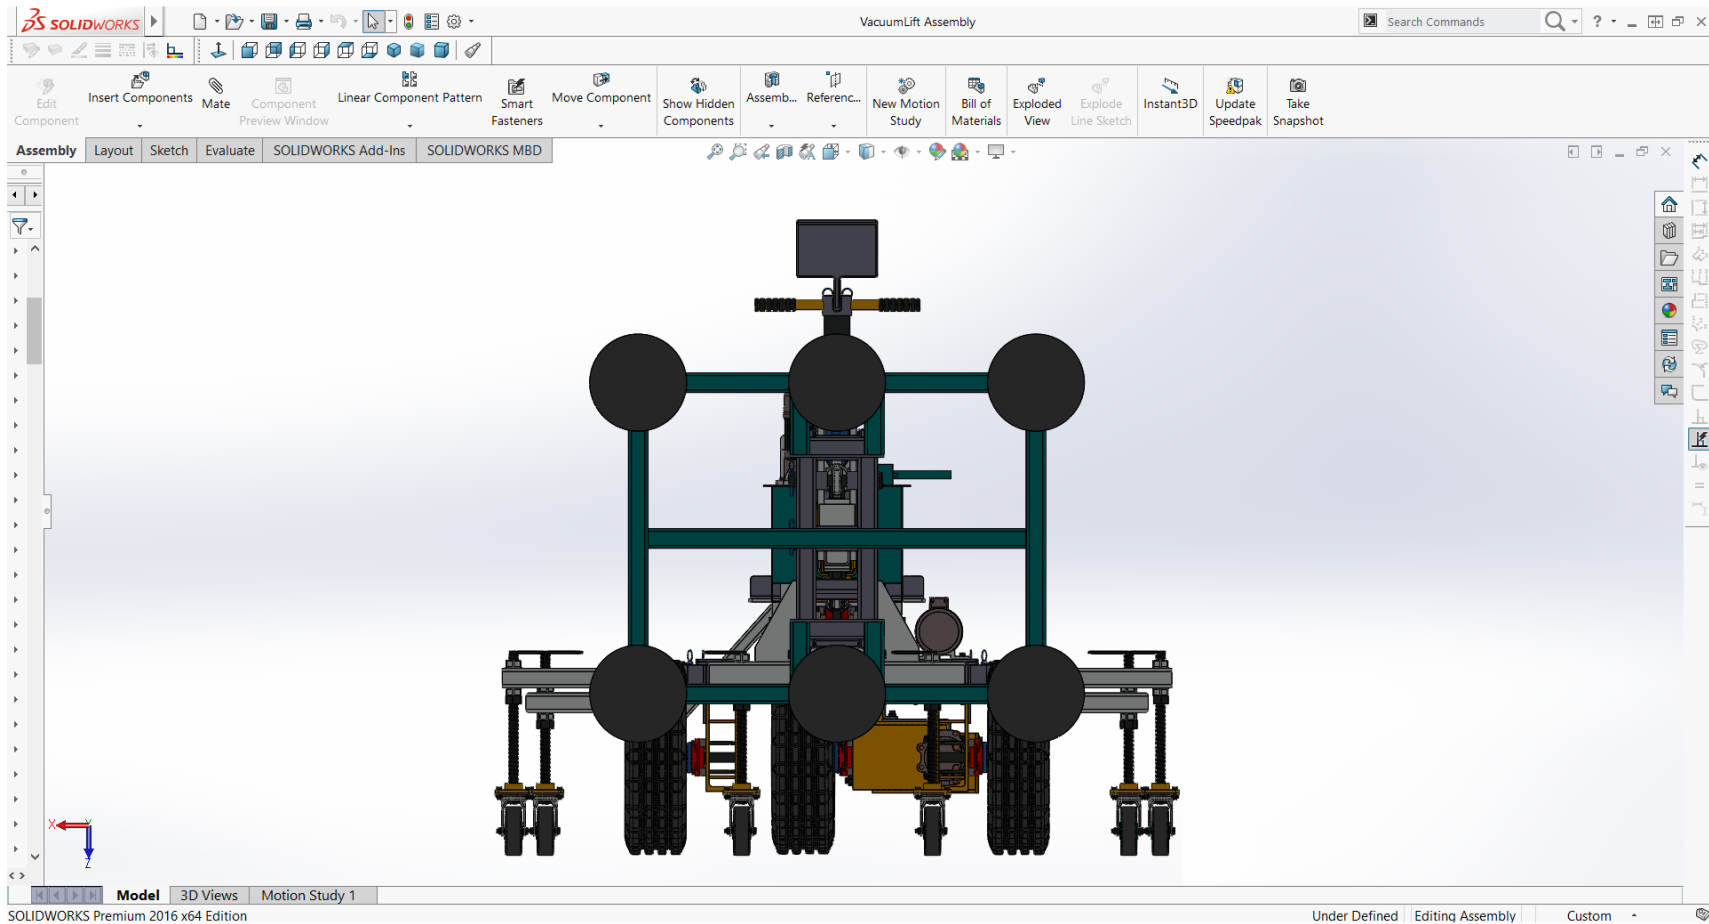 SOLIDWORKS
VacuumLift Assembly
Search Commands
?
Edit Component
Insert Components
Mate
Component Preview Window
Linear Component Pattern
Smart Fasteners
Move Component
Show Hidden Components
Assemb...
Referenc...
New Motion Study
Bill of Materials
Exploded View
Explode Line Sketch
Instant3D
Update Speedpak
Take Snapshot
Assembly
Layout
Sketch
Evaluate
SOLIDWORKS Add-Ins
SOLIDWORKS MBD
X
Y
Z
Model
3D Views
Motion Study 1
SOLIDWORKS Premium 2016 x64 Edition
Under Defined
Editing Assembly
Custom